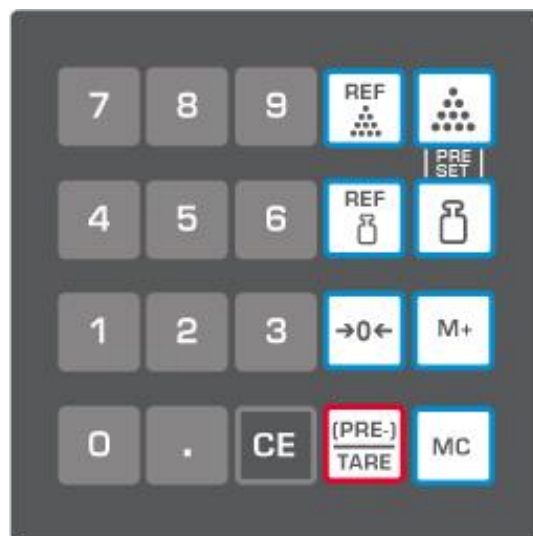 7 8 9 REF
PRE
SET
4 5 6 REF
1 2 3 →0← M+
0 . CE (PRE-)
TARE MC